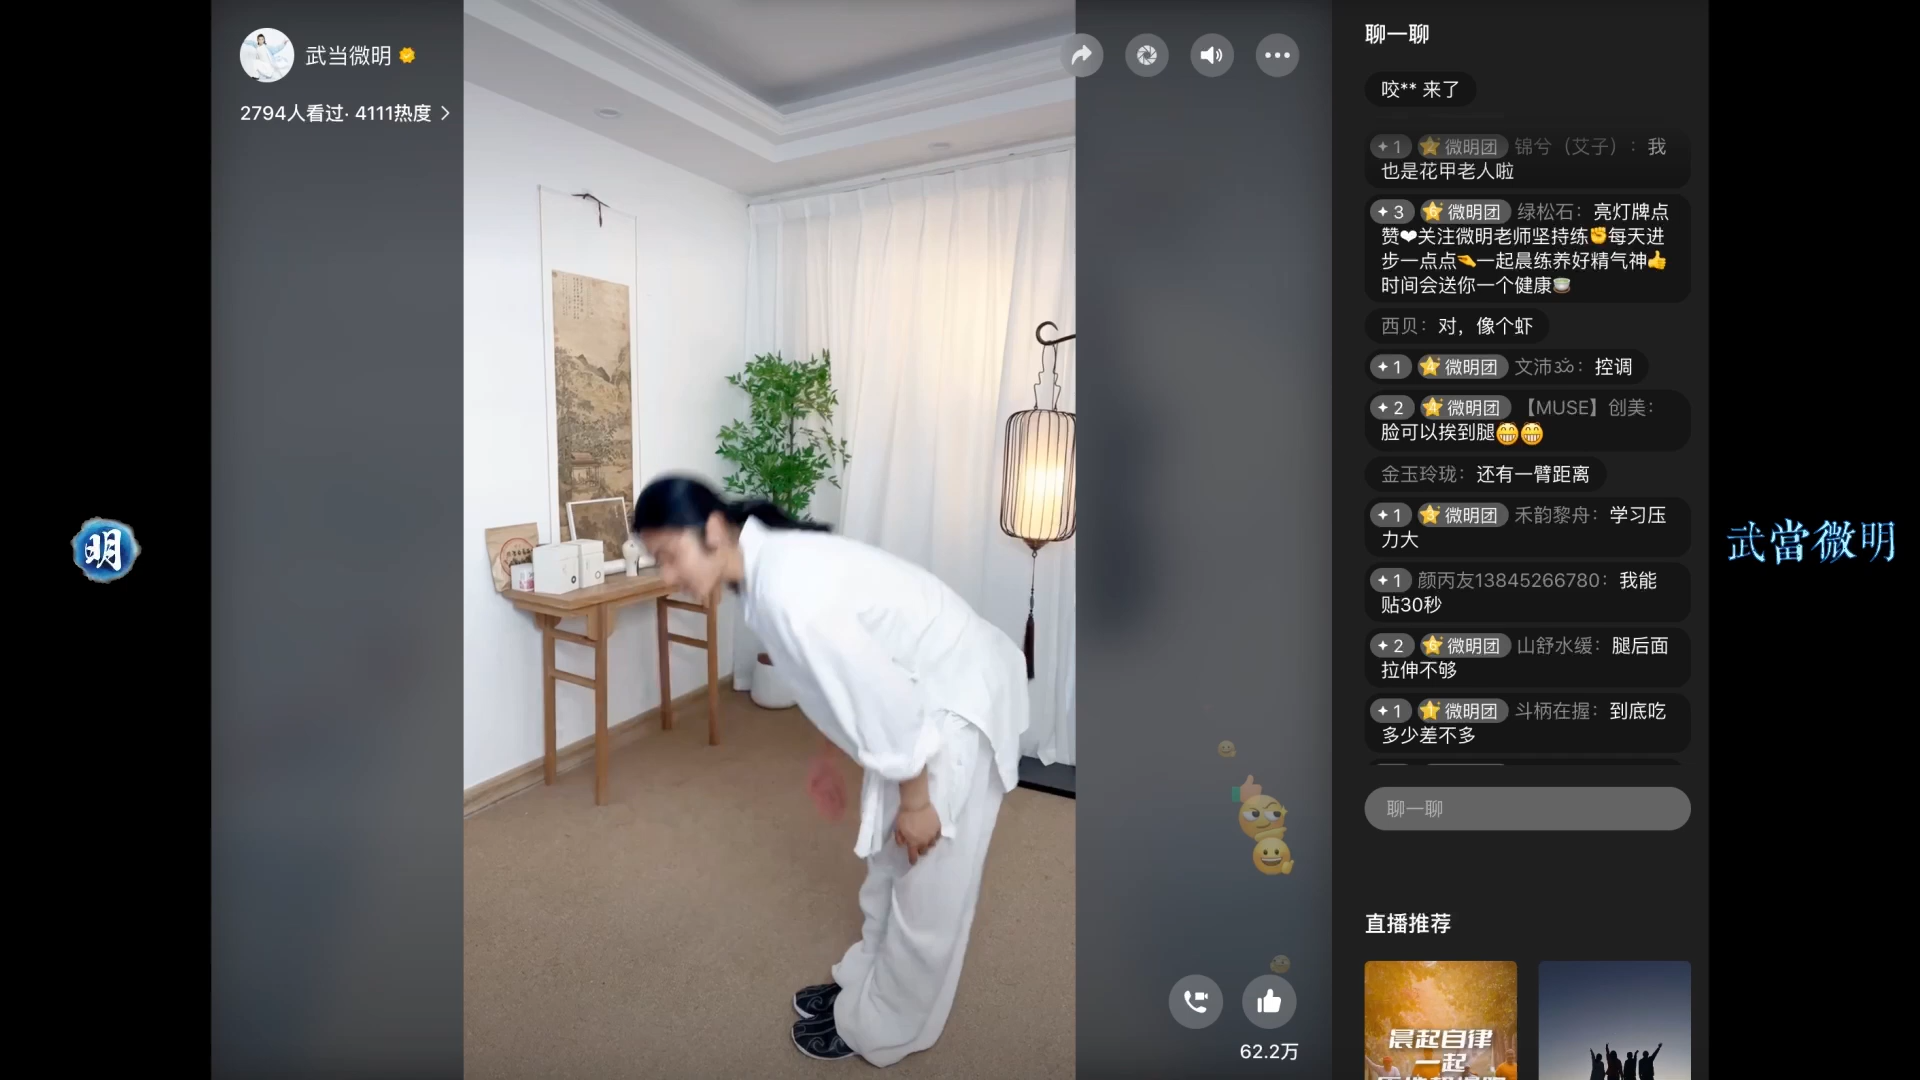 武当微明
2794人看过· 4111热度
聊一聊
咬** 来了
1 微明团 锦兮（艾子）：我
也是花甲老人啦
3 微明团 绿松石：亮灯牌点
赞❤关注微明老师坚持练✊每天进
步一点点🫲一起晨练养好精气神👍
时间会送你一个健康🍵
西贝：对，像个虾
1 微明团 文沛ॐ：控调
2 微明团 【MUSE】创美：
脸可以挨到腿😁😁
金玉玲珑：还有一臂距离
1 微明团 禾韵黎舟：学习压
力大
1 颜丙友13845266780：我能
贴30秒
2 微明团 山舒水缓：腿后面
拉伸不够
1 微明团 斗柄在握：到底吃
多少差不多
聊一聊
直播推荐
晨起自律
一起
62.2万
明
武當微明